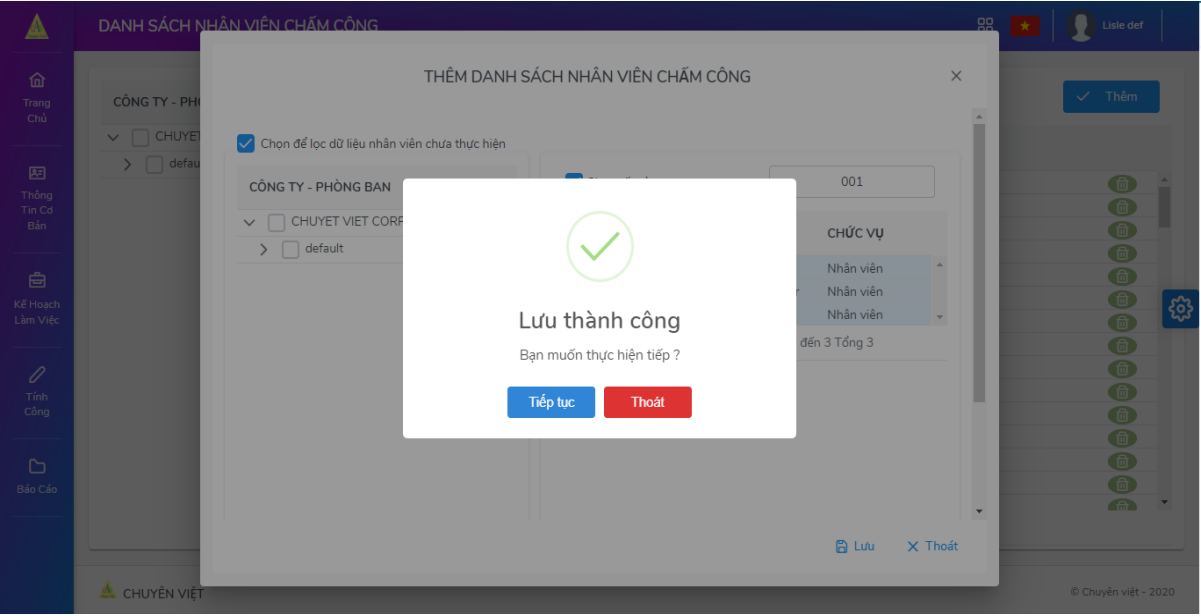 DANH SÁCH NHÂN VIÊN CHẤM CÔNG
Lisle def
Trang
Chủ
Thông
Tin Cơ
Bản
Kế Hoạch
Làm Việc
Tính
Công
Báo Cáo
CÔNG TY - PH
CHUYET
defau
Thêm
THÊM DANH SÁCH NHÂN VIÊN CHẤM CÔNG
Chọn để lọc dữ liệu nhân viên chưa thực hiện
CÔNG TY - PHÒNG BAN
CHUYET VIET CORP
default
001
CHỨC VỤ
Nhân viên
Nhân viên
Nhân viên
đến 3 Tổng 3
Lưu thành công
Bạn muốn thực hiện tiếp ?
Tiếp tục
Thoát
Lưu
Thoát
CHUYÊN VIỆT
© Chuyên việt - 2020